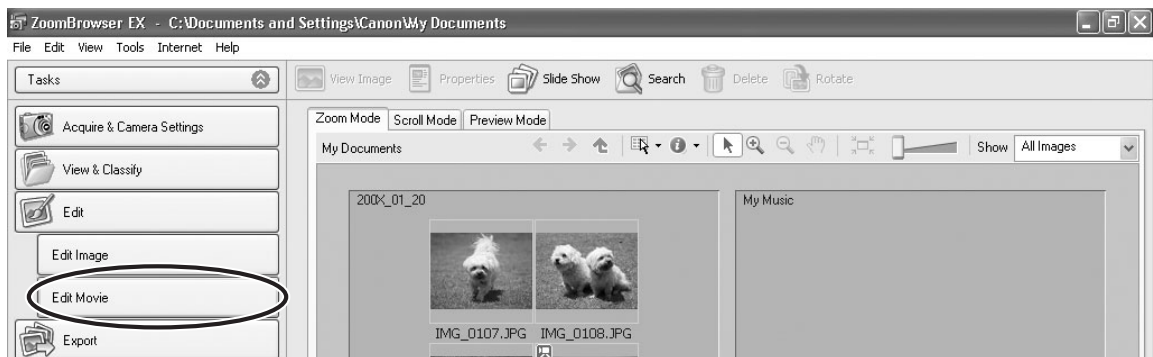 ZoomBrowser EX - C:\Documents and Settings\Canon\My Documents
File Edit View Tools Internet Help
Tasks
View Image Properties Slide Show Search Delete Rotate
Acquire & Camera Settings
View & Classify
Edit
Edit Image
Edit Movie
Export
Zoom Mode Scroll Mode Preview Mode
My Documents Show All Images
200X_01_20 My Music
IMG_0107.JPG IMG_0108.JPG